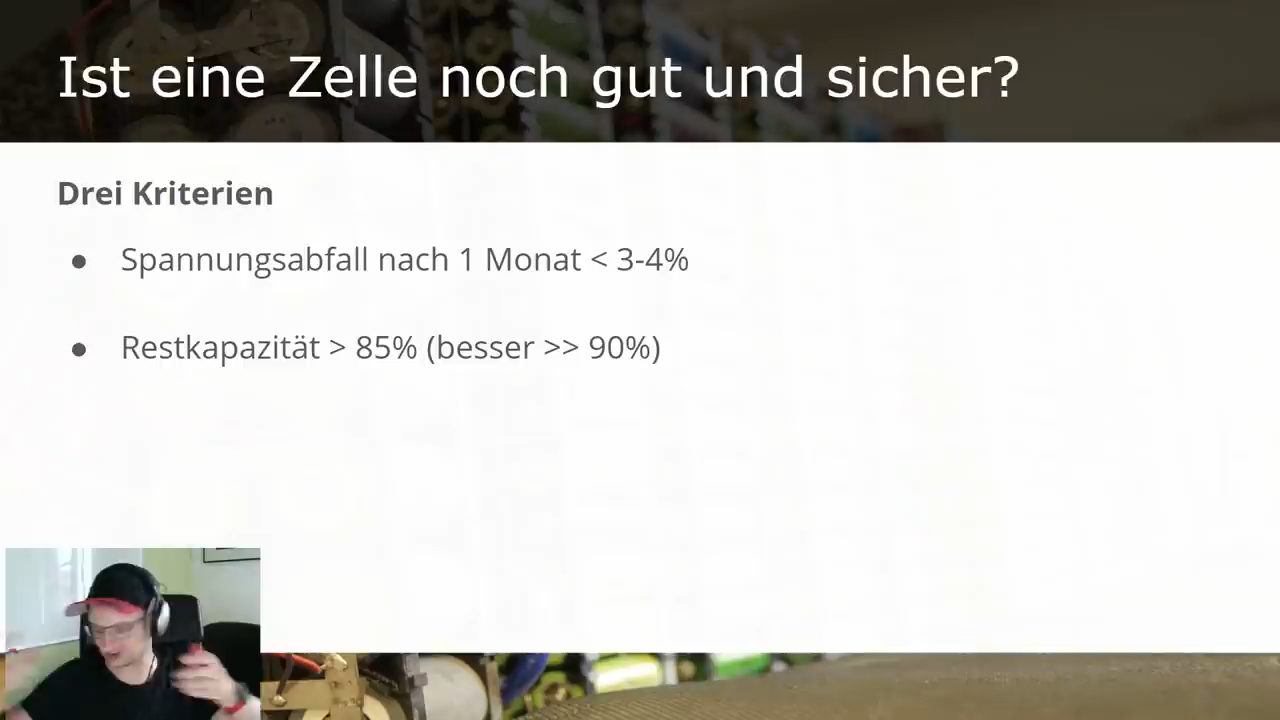 Ist eine Zelle noch gut und sicher?
Drei Kriterien
● Spannungsabfall nach 1 Monat < 3-4%
● Restkapazität > 85% (besser >> 90%)